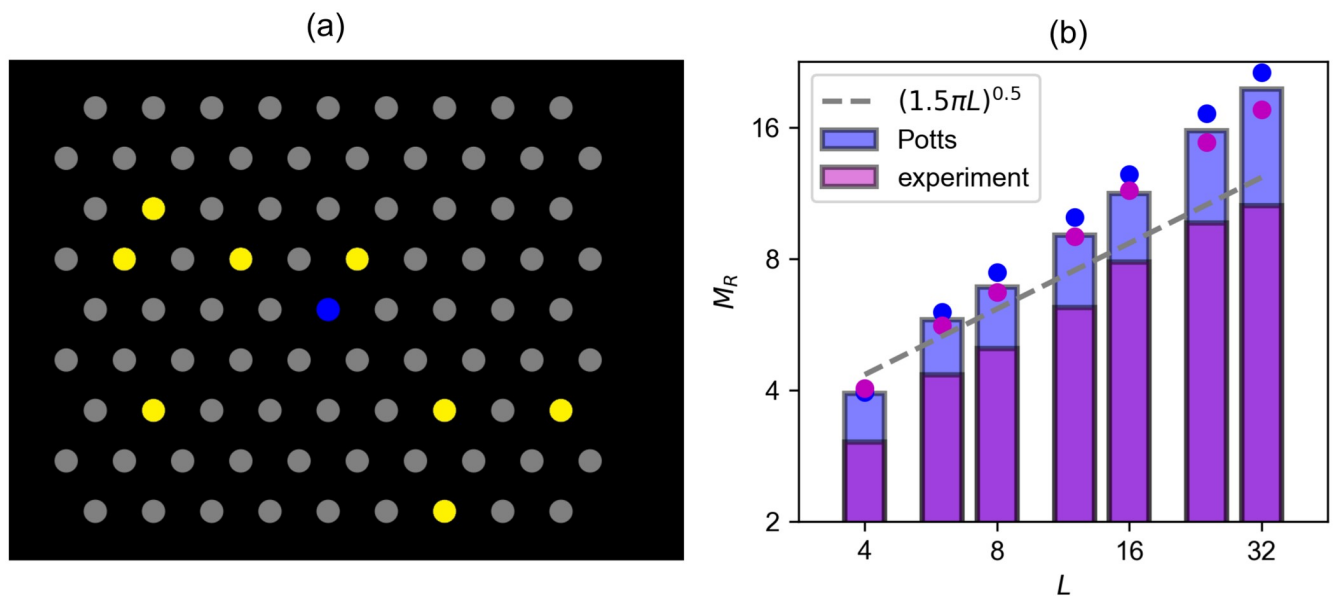 (a)
(b)
(1.5πL)^0.5
Potts
experiment
16
8
4
2
M_R
4 8 16 32
L